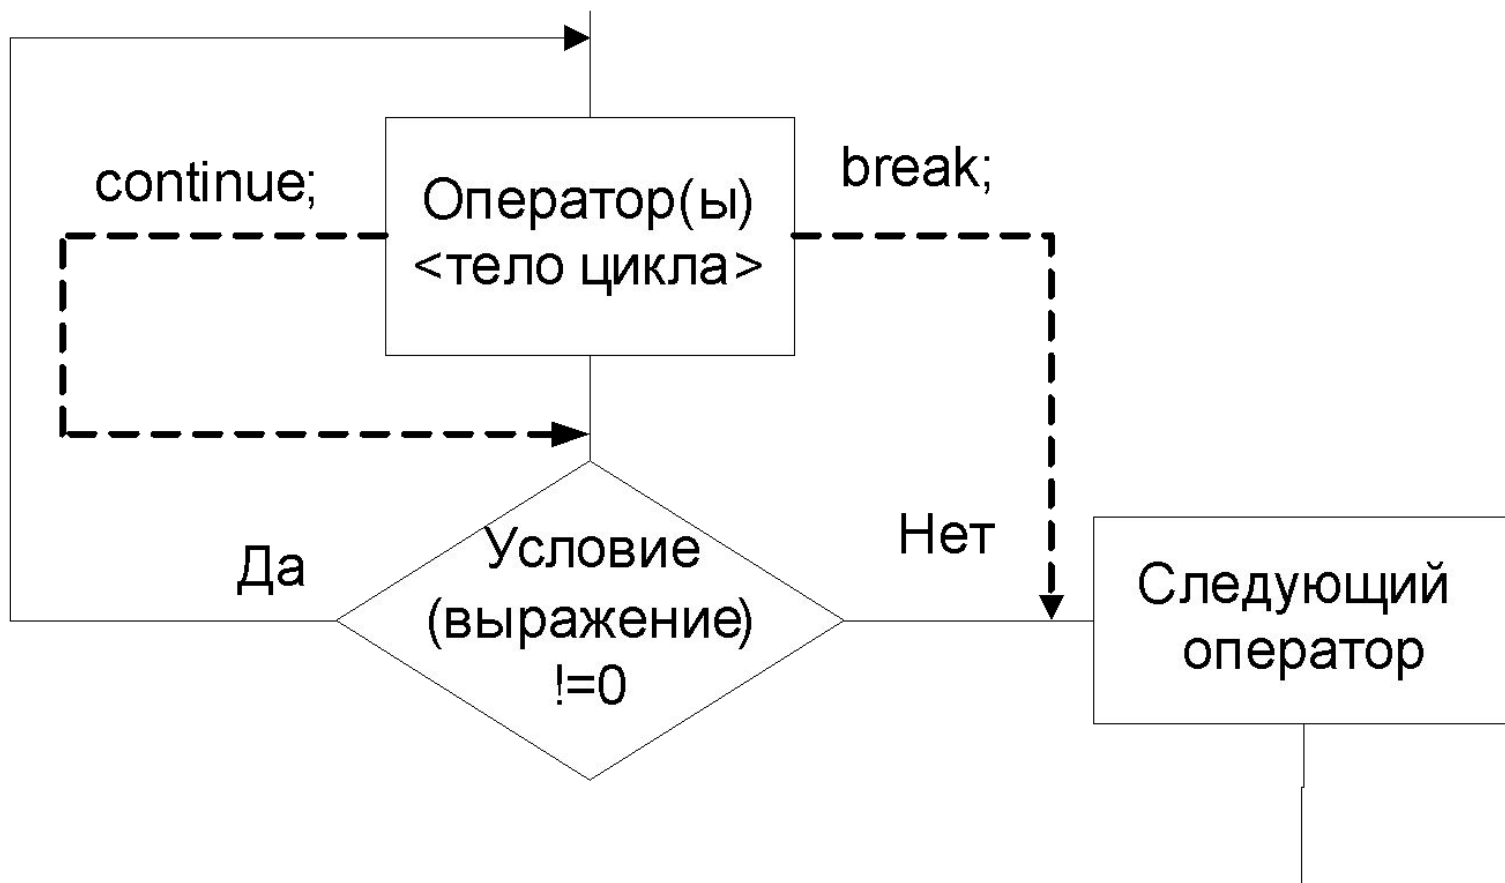 continue;
break;
Оператор(ы)
<тело цикла>
Да
Условие
(выражение)
!=0
Нет
Следующий
оператор